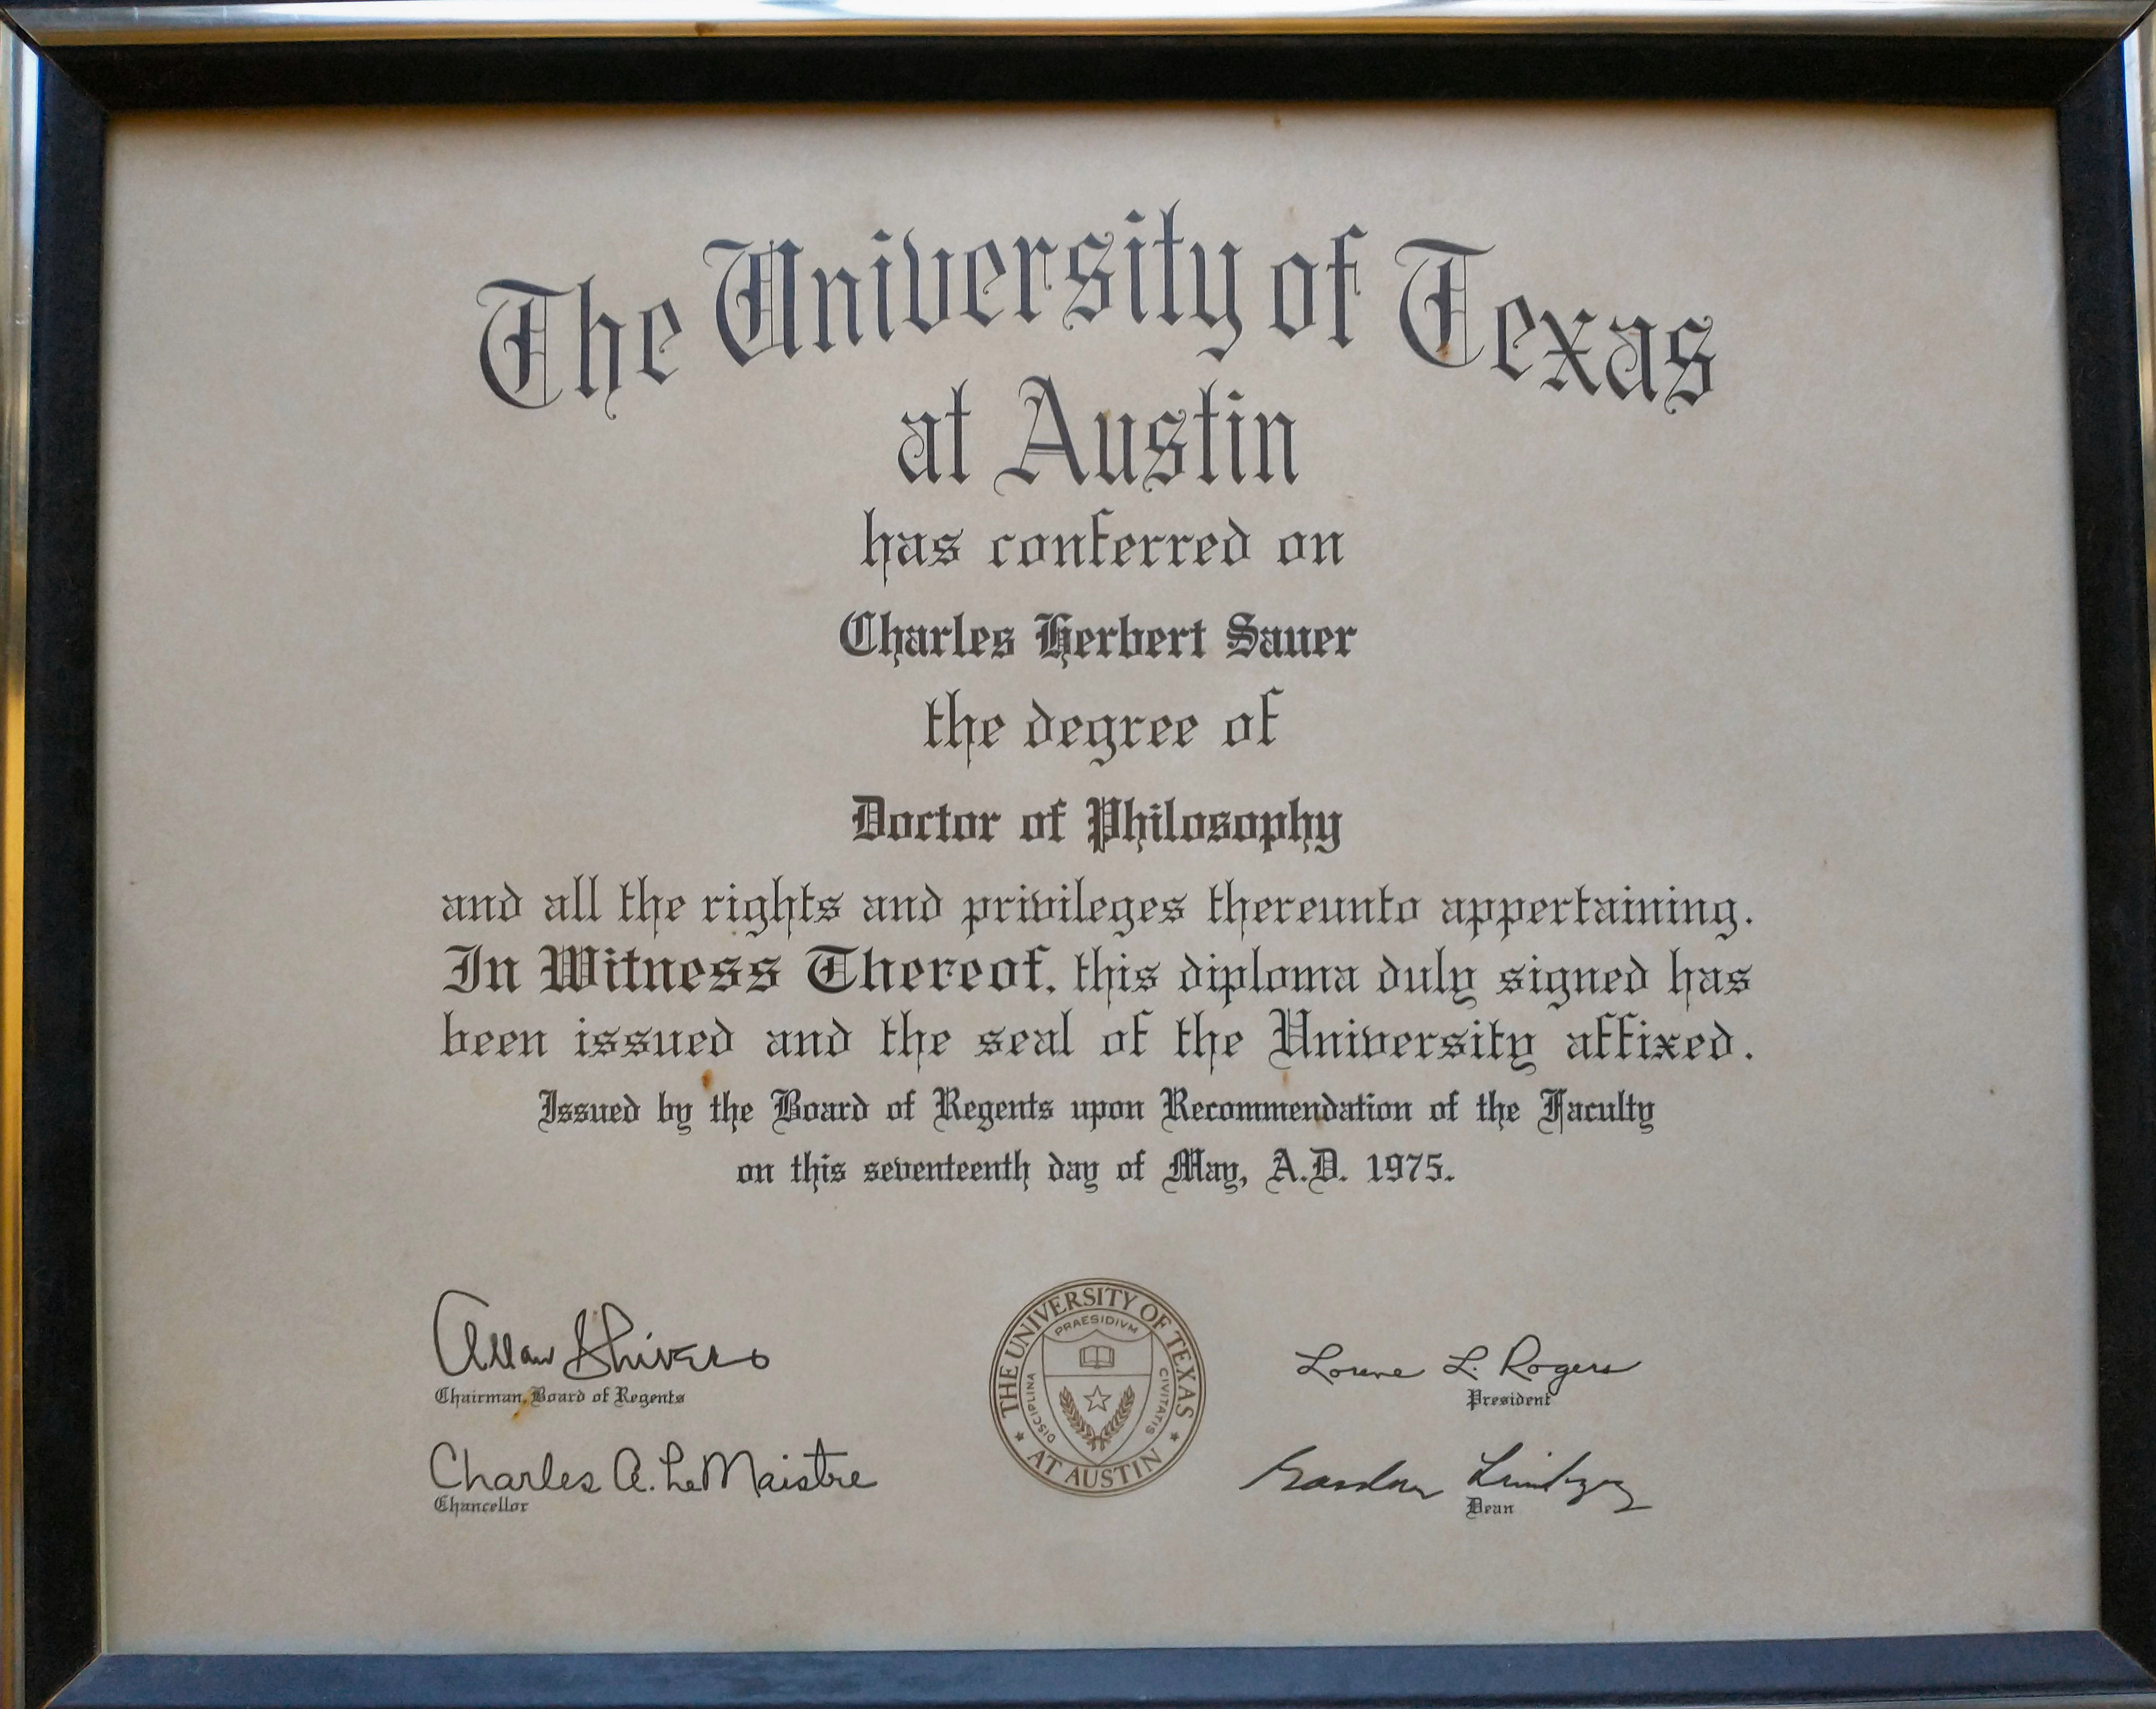 The University of Texas
at Austin
has conferred on
Charles Herbert Sauer
the degree of
Doctor of Philosophy
and all the rights and privileges thereunto appertaining.
In Witness Thereof, this diploma duly signed has
been issued and the seal of the University affixed.
Issued by the Board of Regents upon Recommendation of the Faculty
on this seventeenth day of May, A.D. 1975.
Allan Shivers
Chairman, Board of Regents
Charles A. LeMaistre
Chancellor
THE UNIVERSITY OF TEXAS
AT AUSTIN
PRAESIDIVM
DISCIPLINA
CIVITATIS
Lorene L. Rogers
President
Gardner Lindzey
Dean